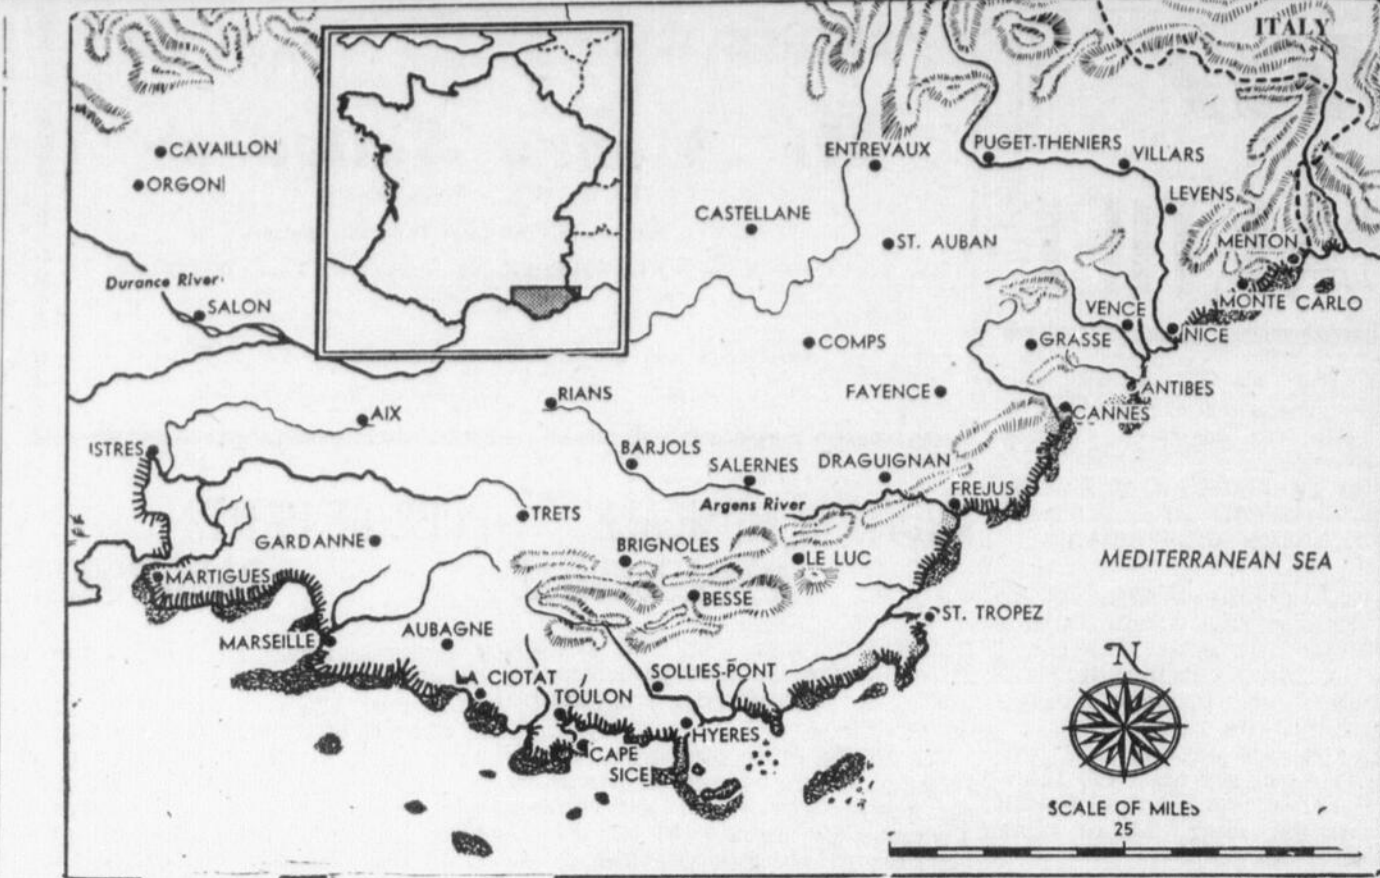 ITALY
CAVAILLON
ORGON
ENTREVAUX
PUGET-THENIERS
VILLARS
LEVENS
CASTELLANE
ST. AUBAN
MENTON
Durance River
SALON
MONTE CARLO
VENCE
NICE
GRASSE
COMPS
ANTIBES
FAYENCE
CANNES
RIANS
AIX
ISTRES
BARJOLS
SALERNES
DRAGUIGNAN
FREJUS
Argens River
TRETS
GARDANNE
BRIGNOLES
LE LUC
MEDITERRANEAN SEA
MARTIGUES
BESSE
ST. TROPEZ
MARSEILLE
AUBAGNE
LA CIOTAT
SOLLIES-PONT
TOULON
N
HYERES
CAPE
SICE
SCALE OF MILES
25